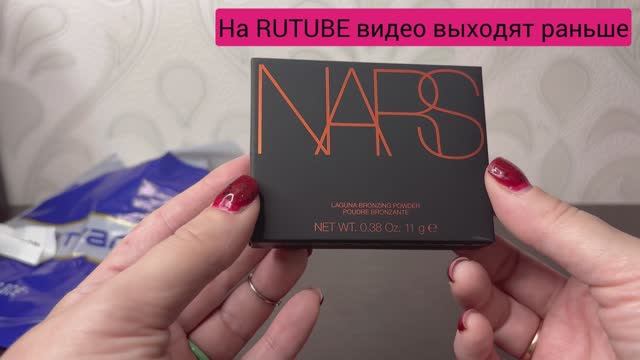 На RUTUBE видео выходят раньше
NARS
LAGUNA BRONZING POWDER
POUDRE BRONZANTE
NET WT. 0.38 Oz. 11 g ℮